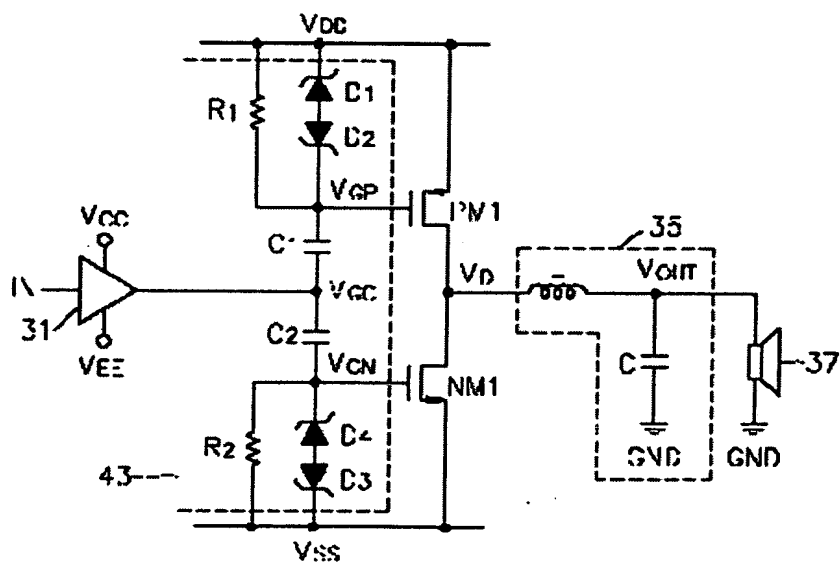 VDD
R1
D1
D2
VGP
PM1
VCC
C1
35
IN
VGC
VD
VOUT
31
C2
VEE
VGN
C
37
NM1
R2
D4
GND
GND
43
D3
VSS